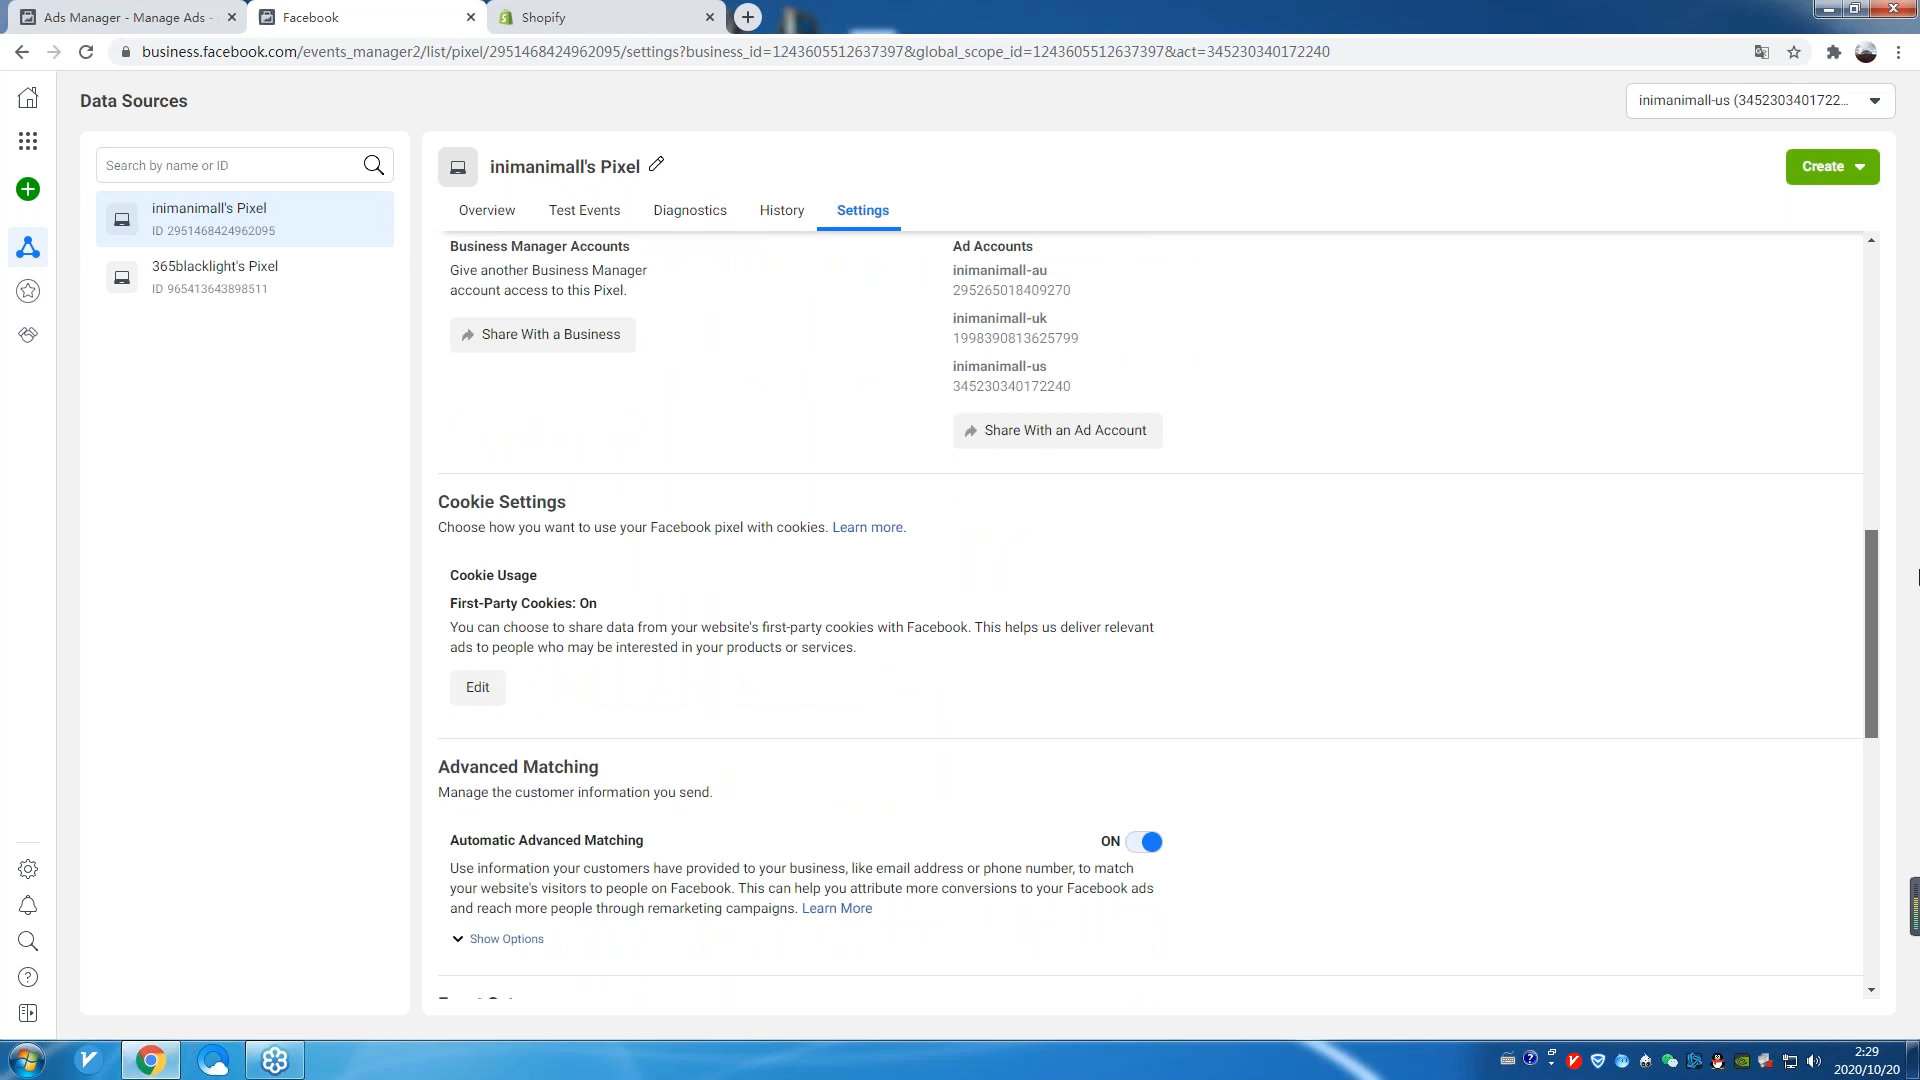 Ads Manager - Manage Ads -
Facebook
Shopify
business.facebook.com/events_manager2/list/pixel/2951468424962095/settings?business_id=1243605512637397&global_scope_id=1243605512637397&act=345230340172240
Data Sources
inimanimall-us (3452303401722...
Search by name or ID
inimanimall's Pixel
ID 2951468424962095
365blacklight's Pixel
ID 965413643898511
inimanimall's Pixel
Create
Overview
Test Events
Diagnostics
History
Settings
Business Manager Accounts
Give another Business Manager
account access to this Pixel.
Share With a Business
Ad Accounts
inimanimall-au
295265018409270
inimanimall-uk
1998390813625799
inimanimall-us
345230340172240
Share With an Ad Account
Cookie Settings
Choose how you want to use your Facebook pixel with cookies. Learn more.
Cookie Usage
First-Party Cookies: On
You can choose to share data from your website's first-party cookies with Facebook. This helps us deliver relevant
ads to people who may be interested in your products or services.
Edit
Advanced Matching
Manage the customer information you send.
Automatic Advanced Matching
ON
Use information your customers have provided to your business, like email address or phone number, to match
your website's visitors to people on Facebook. This can help you attribute more conversions to your Facebook ads
and reach more people through remarketing campaigns. Learn More
Show Options
2:29
2020/10/20